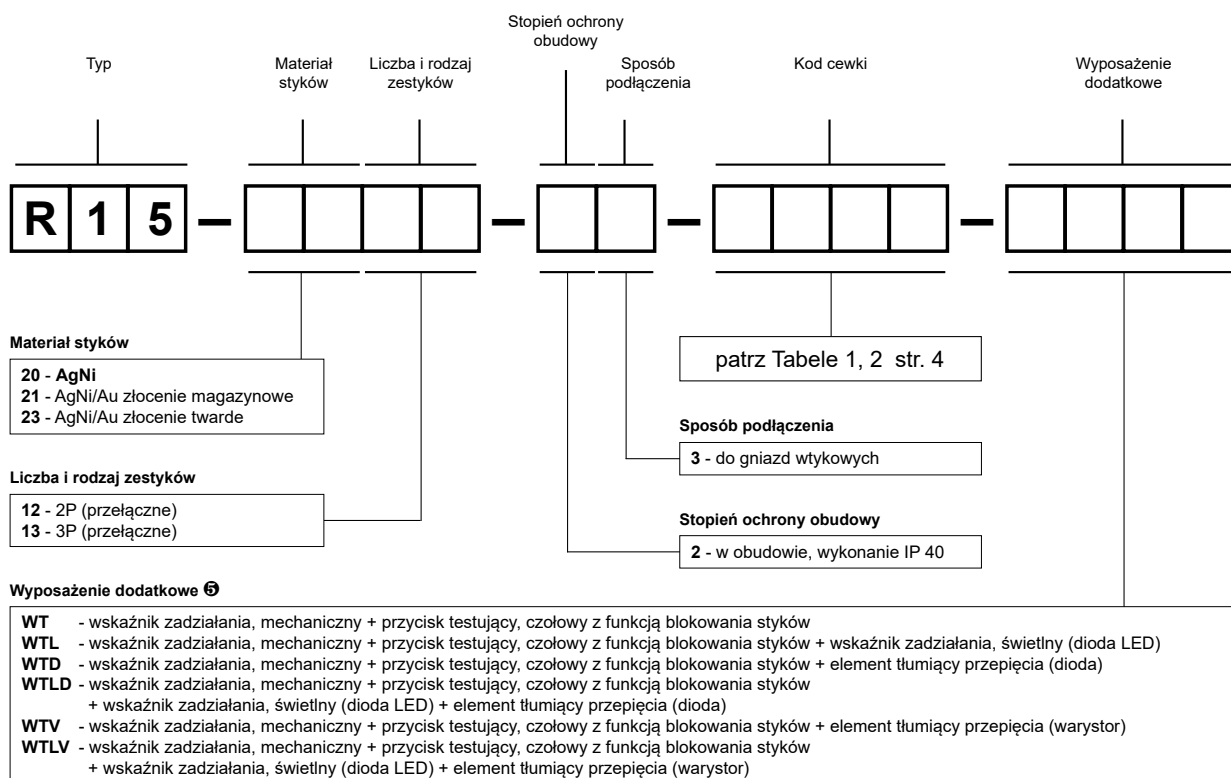 Stopień ochrony
obudowy
Typ
Materiał
styków
Liczba i rodzaj
zestyków
Sposób
podłączenia
Kod cewki
Wyposażenie
dodatkowe
R 1 5 – – – –
Materiał styków
20 - AgNi
21 - AgNi/Au złocenie magazynowe
23 - AgNi/Au złocenie twarde
patrz Tabele 1, 2 str. 4
Sposób podłączenia
3 - do gniazd wtykowych
Liczba i rodzaj zestyków
12 - 2P (przełączne)
13 - 3P (przełączne)
Stopień ochrony obudowy
2 - w obudowie, wykonanie IP 40
Wyposażenie dodatkowe ❺
WT - wskaźnik zadziałania, mechaniczny + przycisk testujący, czołowy z funkcją blokowania styków
WTL - wskaźnik zadziałania, mechaniczny + przycisk testujący, czołowy z funkcją blokowania styków + wskaźnik zadziałania, świetlny (dioda LED)
WTD - wskaźnik zadziałania, mechaniczny + przycisk testujący, czołowy z funkcją blokowania styków + element tłumiący przepięcia (dioda)
WTLD - wskaźnik zadziałania, mechaniczny + przycisk testujący, czołowy z funkcją blokowania styków
+ wskaźnik zadziałania, świetlny (dioda LED) + element tłumiący przepięcia (dioda)
WTV - wskaźnik zadziałania, mechaniczny + przycisk testujący, czołowy z funkcją blokowania styków + element tłumiący przepięcia (warystor)
WTLV - wskaźnik zadziałania, mechaniczny + przycisk testujący, czołowy z funkcją blokowania styków
+ wskaźnik zadziałania, świetlny (dioda LED) + element tłumiący przepięcia (warystor)